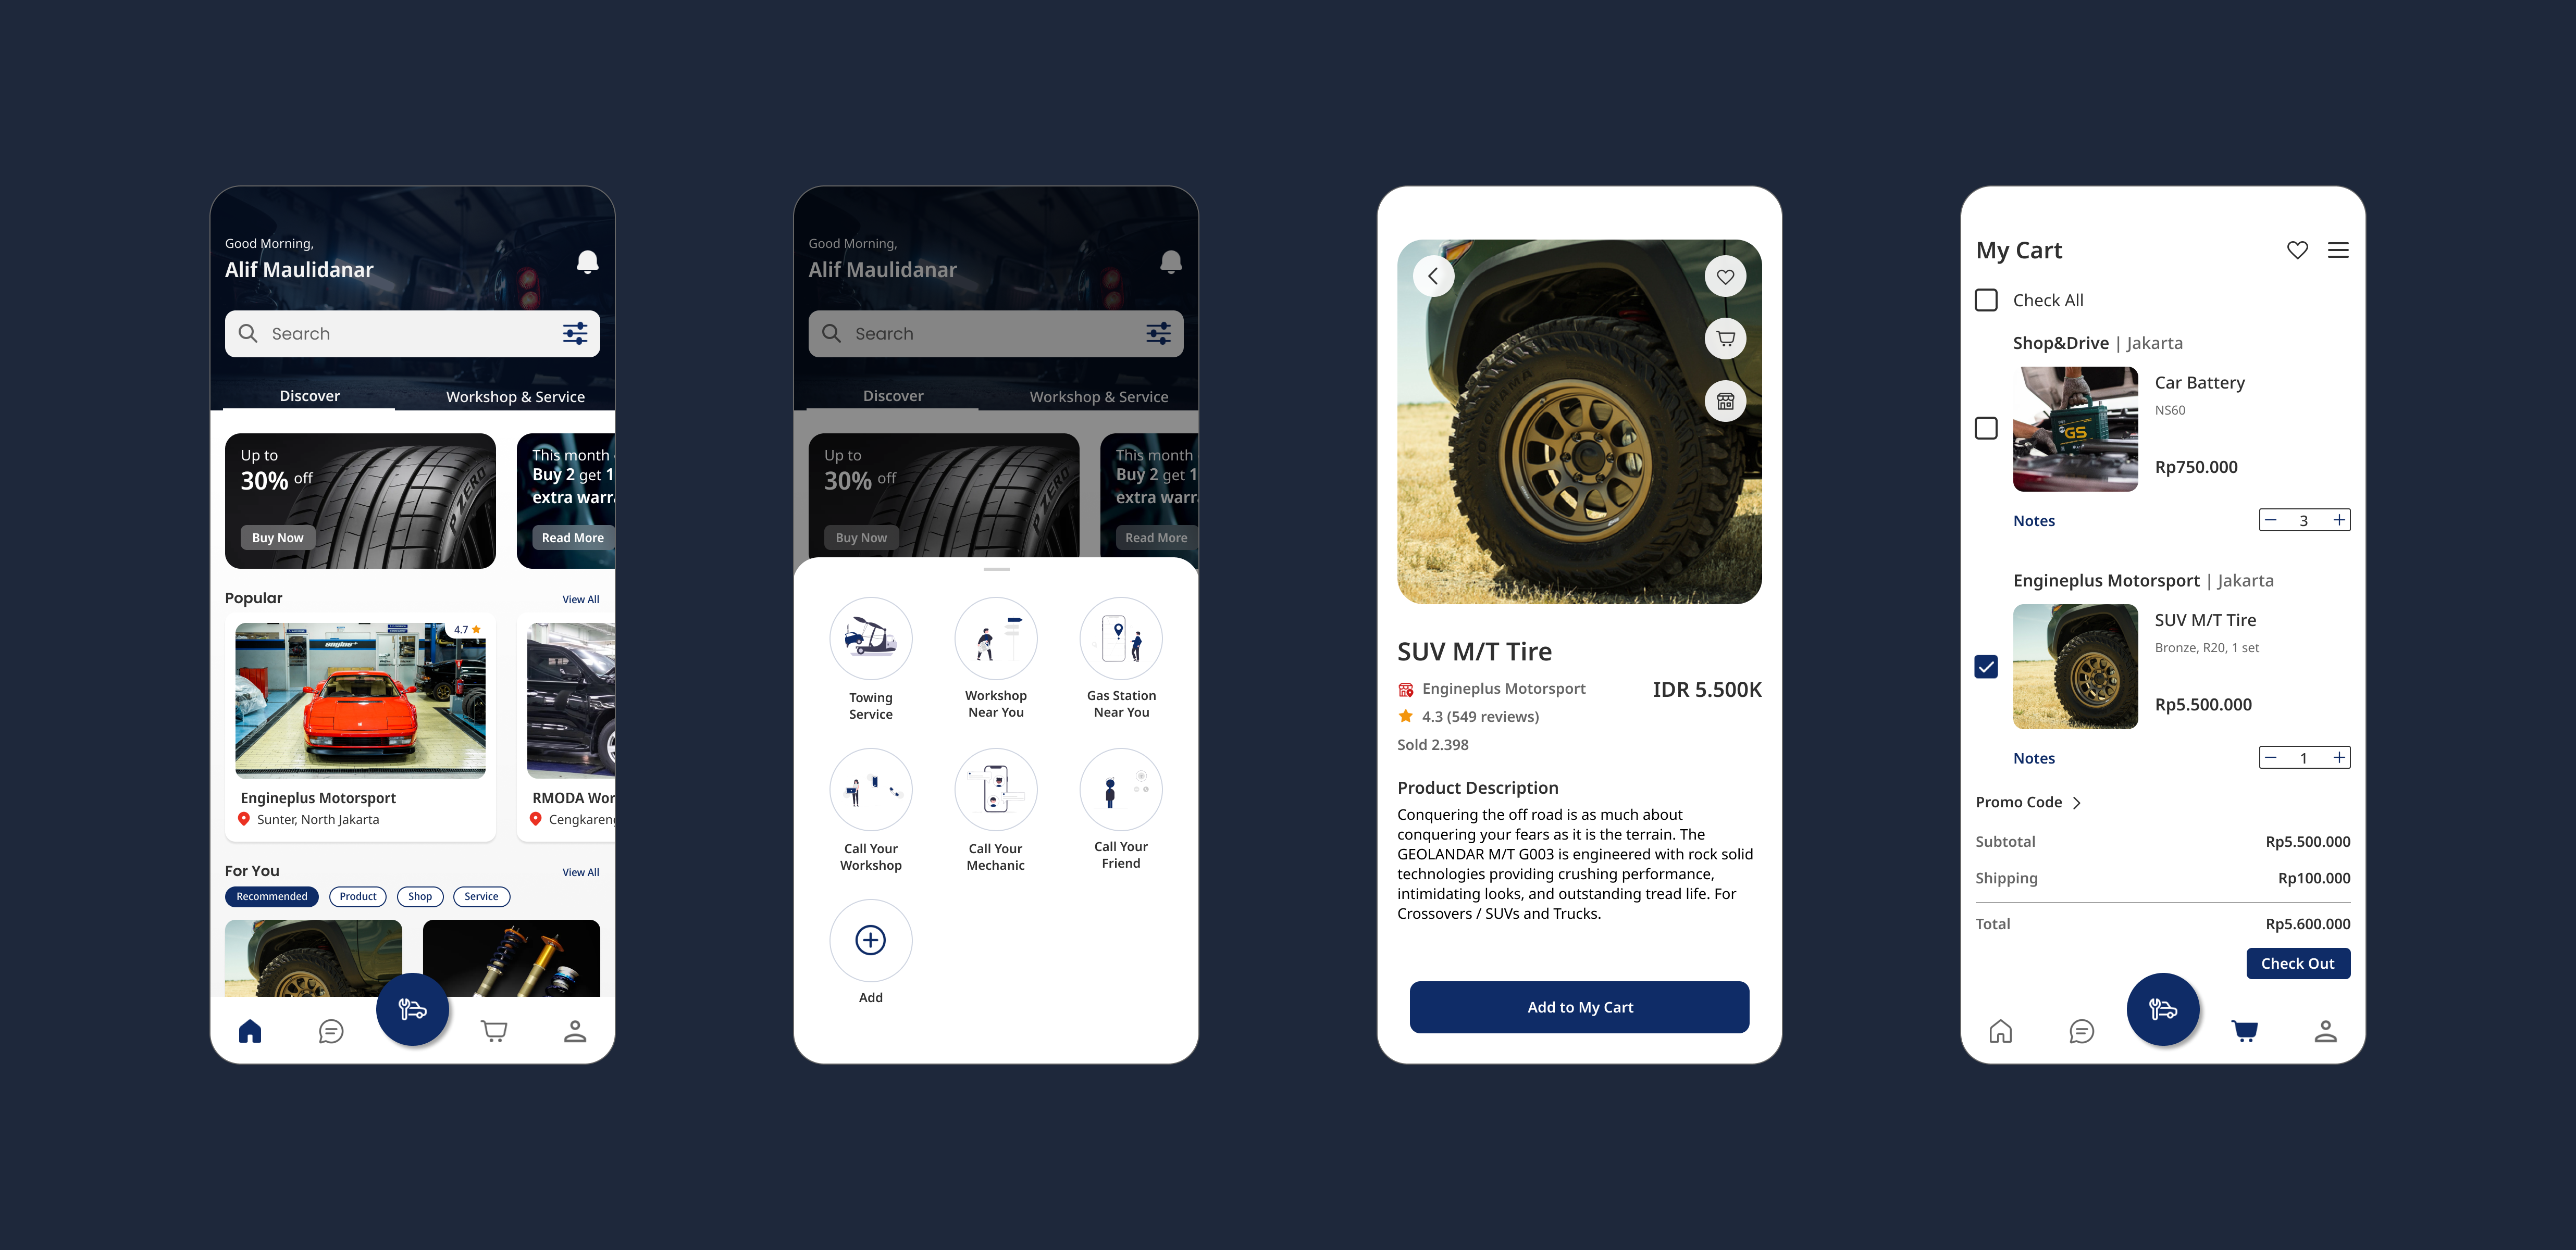 Good Morning,
Alif Maulidanar
Search
Discover
Workshop & Service
Up to
30% off
Buy Now
P ZERO
This month
Buy 2 get 1
extra warr
Read More
Popular
View All
engine+
4.7
Engineplus Motorsport
Sunter, North Jakarta
RMODA Wor
Cengkareng
For You
View All
Recommended
Product
Shop
Service
Good Morning,
Alif Maulidanar
Search
Discover
Workshop & Service
Up to
30% off
Buy Now
P ZERO
This month
Buy 2 get 1
extra warr
Read More
Towing
Service
Workshop
Near You
Gas Station
Near You
Call Your
Workshop
Call Your
Mechanic
Call Your
Friend
Add
YOKOHAMA
SUV M/T Tire
Engineplus Motorsport
IDR 5.500K
4.3 (549 reviews)
Sold 2.398
Product Description
Conquering the off road is as much about
conquering your fears as it is the terrain. The
GEOLANDAR M/T G003 is engineered with rock solid
technologies providing crushing performance,
intimidating looks, and outstanding tread life. For
Crossovers / SUVs and Trucks.
Add to My Cart
My Cart
Check All
Shop&Drive | Jakarta
GS
Car Battery
NS60
Rp750.000
Notes
3
Engineplus Motorsport | Jakarta
SUV M/T Tire
Bronze, R20, 1 set
Rp5.500.000
Notes
1
Promo Code
Subtotal
Rp5.500.000
Shipping
Rp100.000
Total
Rp5.600.000
Check Out